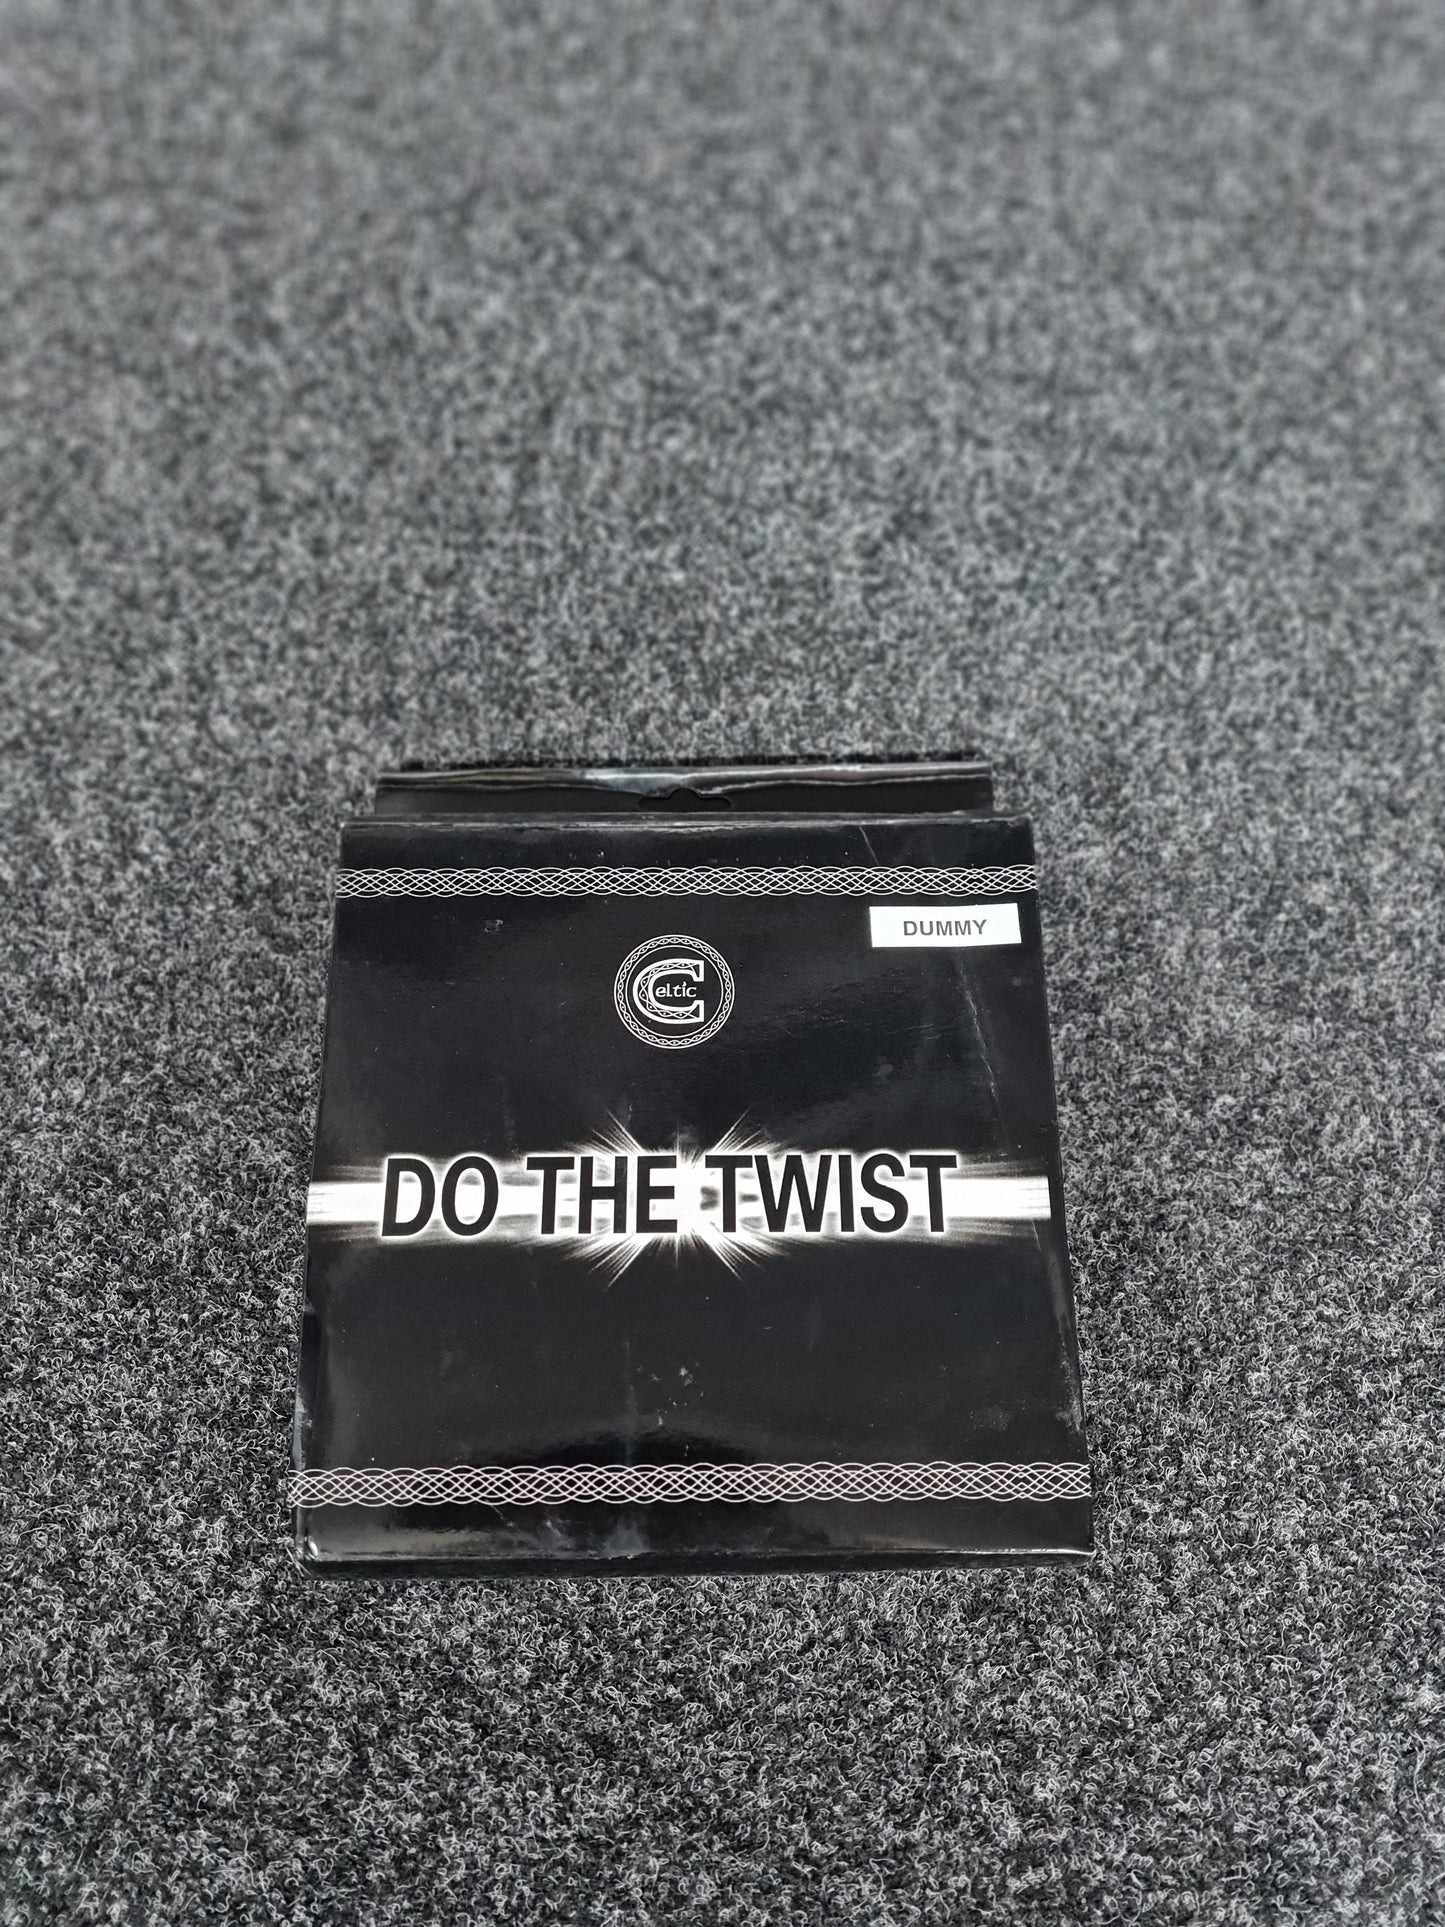 DUMMY
Celtic
DO THE TWIST